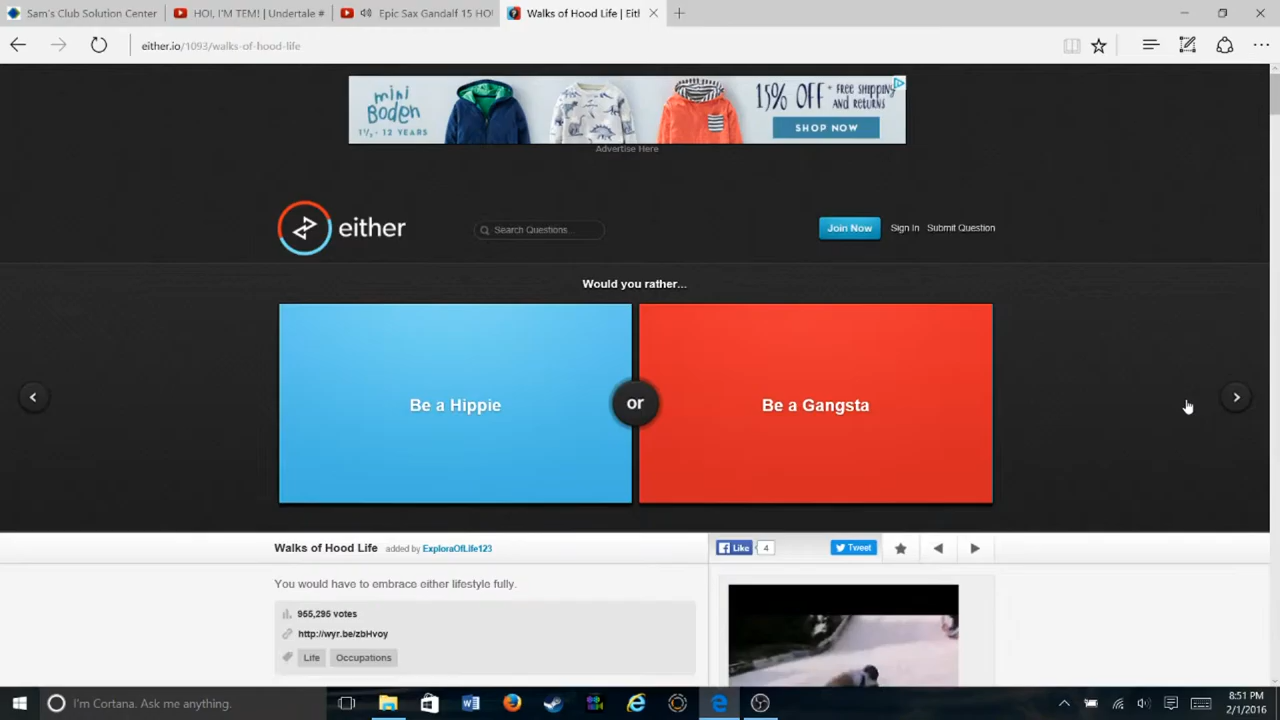 Sam's Club Solution Center
HOI, I'M TEM! | Undertale #
Epic Sax Gandalf 15 HO
Walks of Hood Life | Eit
either.io/1093/walks-of-hood-life
mini
Boden
1½ - 12 YEARS
15% OFF + FREE SHIPPING
AND RETURNS
SHOP NOW
Advertise Here
either
Search Questions...
Join Now
Sign In
Submit Question
Would you rather...
Be a Hippie
or
Be a Gangsta
Walks of Hood Life added by ExploraOfLife123
Like 4
Tweet
You would have to embrace either lifestyle fully.
955,295 votes
http://wyr.be/zbHvoy
Life
Occupations
I'm Cortana. Ask me anything.
8:51 PM
2/1/2016